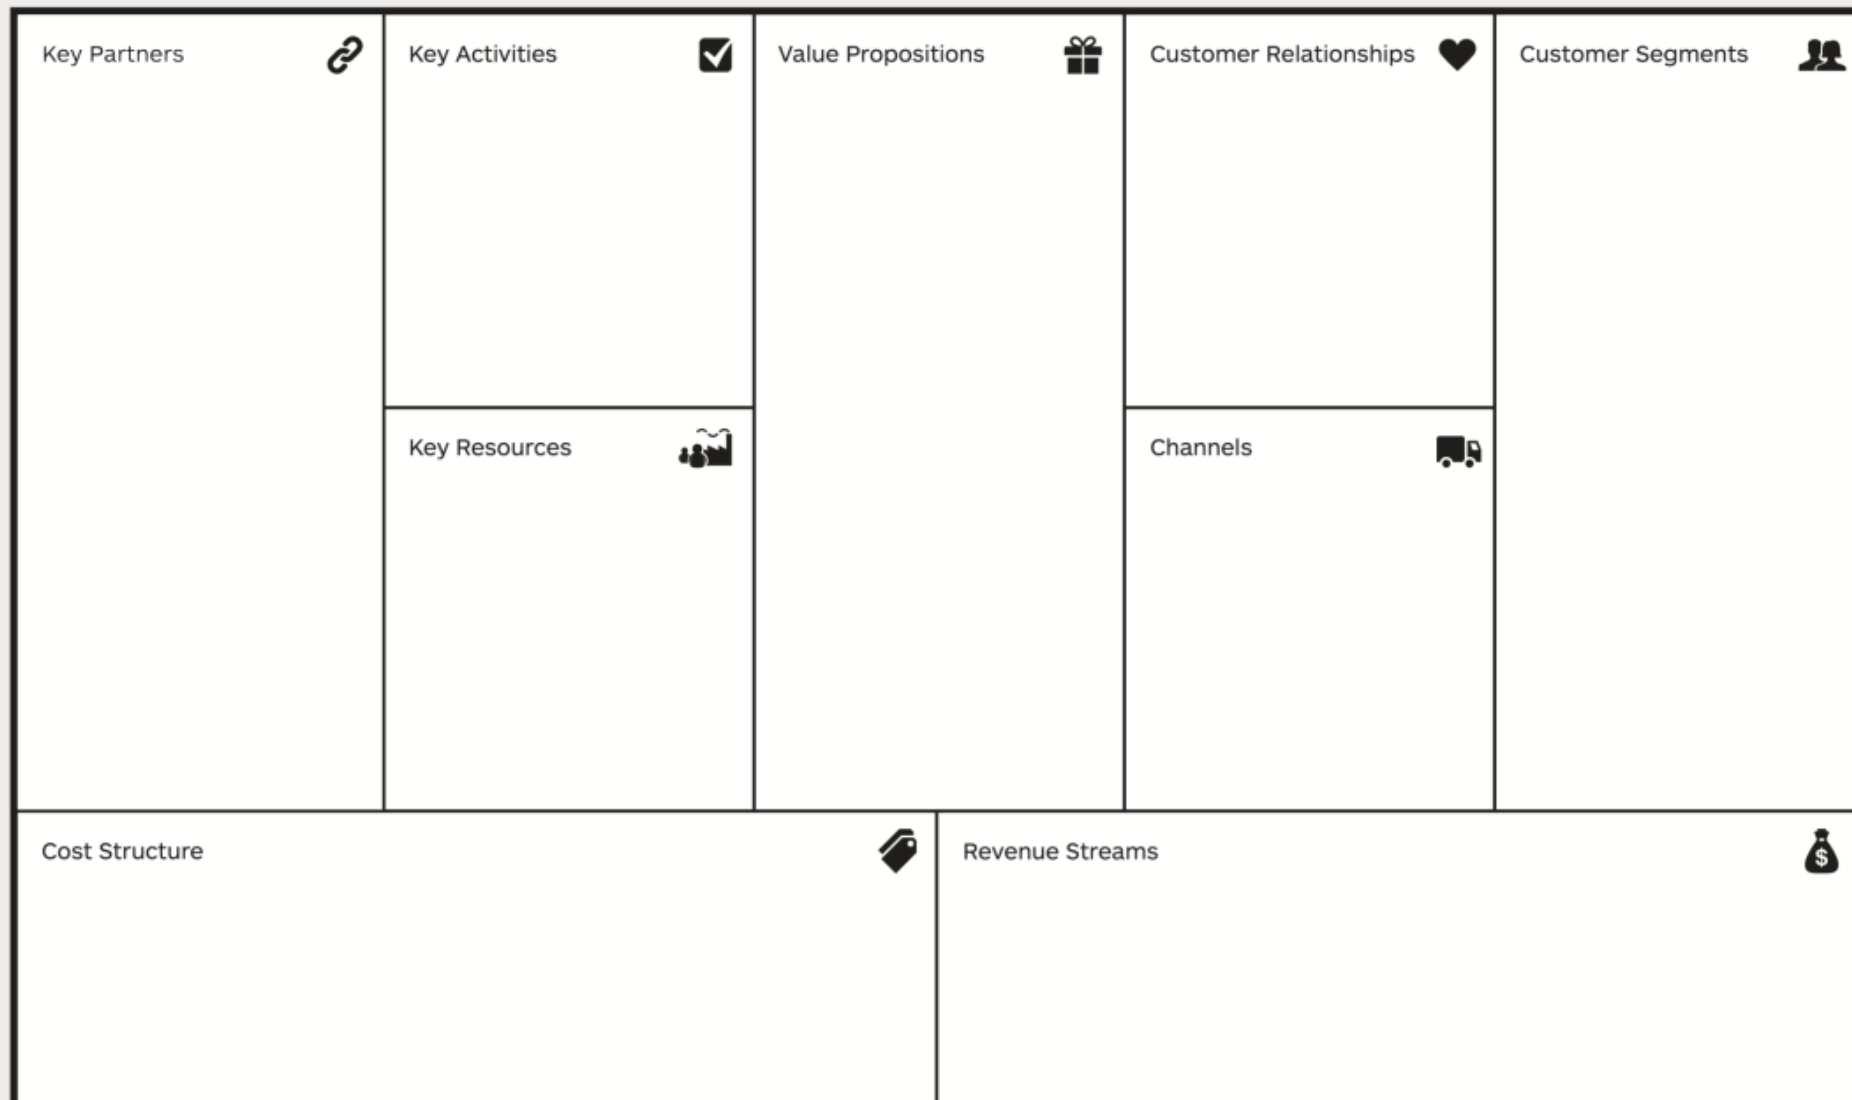 Key Partners
Key Activities
Value Propositions
Customer Relationships
Customer Segments
Key Resources
Channels
Cost Structure
Revenue Streams
$